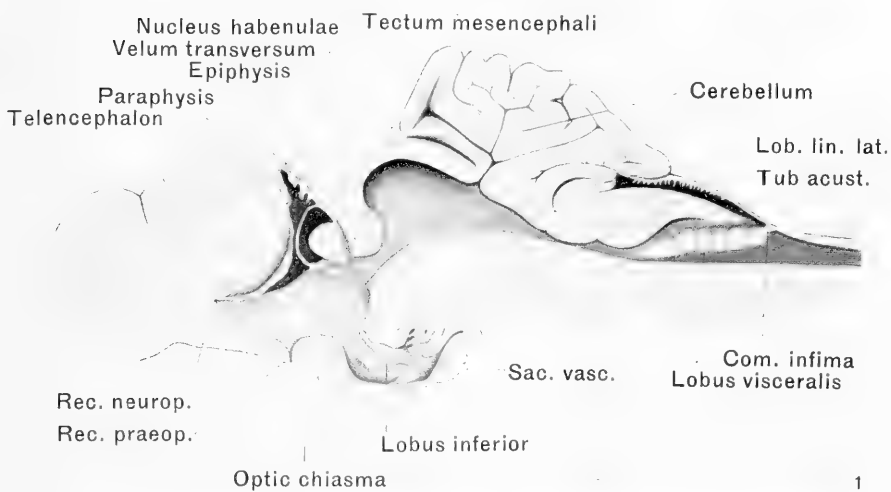 Nucleus habenulae
Velum transversum
Epiphysis
Paraphysis
Telencephalon
Tectum mesencephali
Cerebellum
Lob. lin. lat.
Tub acust.
Com. infima
Lobus visceralis
Sac. vasc.
Rec. neurop.
Rec. praeop.
Lobus inferior
Optic chiasma
1